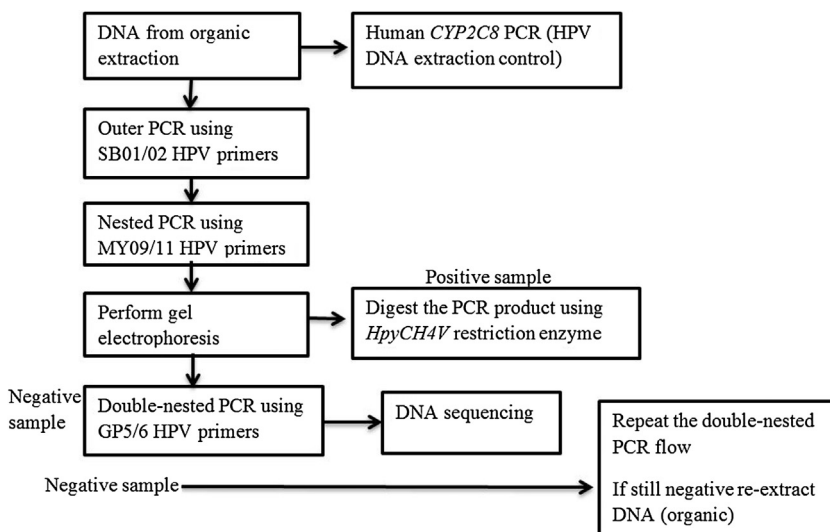 DNA from organic
extraction
Human CYP2C8 PCR (HPV
DNA extraction control)
Outer PCR using
SB01/02 HPV primers
Nested PCR using
MY09/11 HPV primers
Perform gel
electrophoresis
Positive sample
Digest the PCR product using
HpyCH4V restriction enzyme
Negative
sample
Double-nested PCR using
GP5/6 HPV primers
DNA sequencing
Negative sample
Repeat the double-nested
PCR flow
If still negative re-extract
DNA (organic)